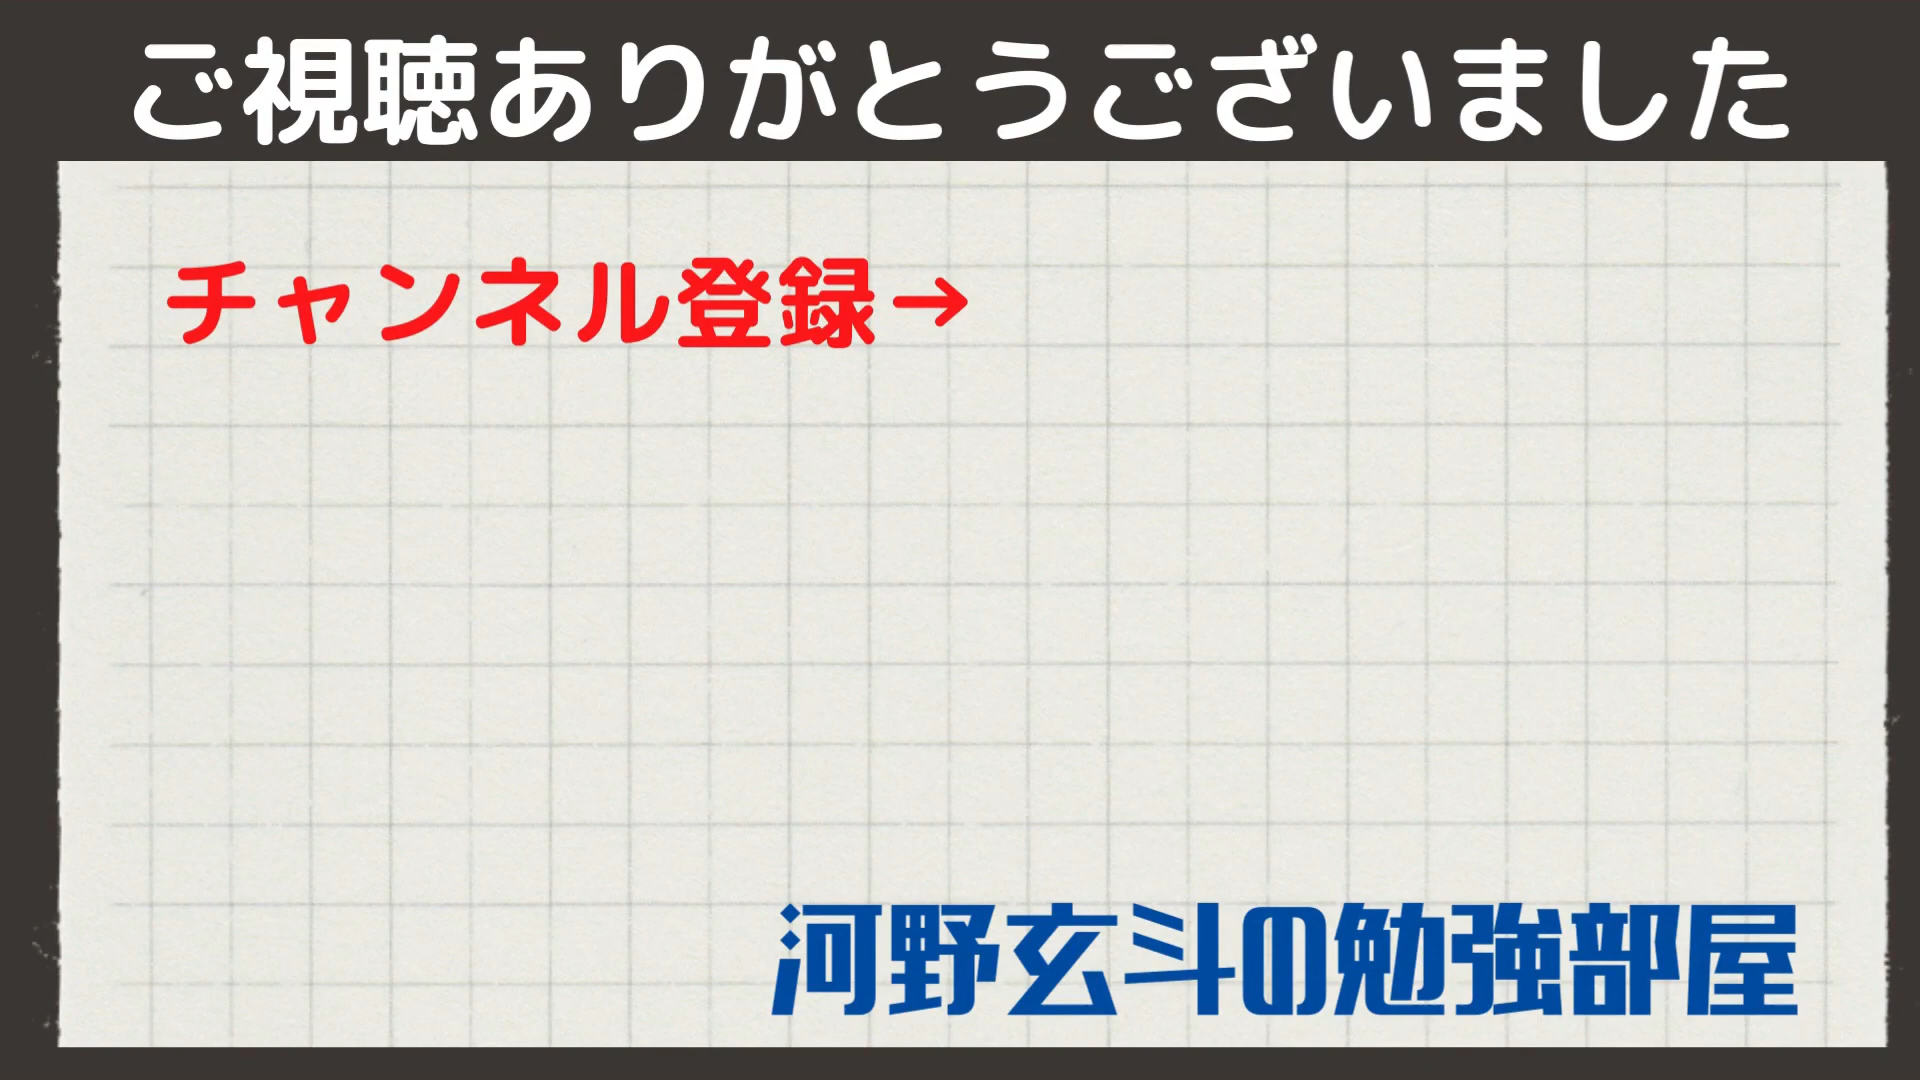 ご視聴ありがとうございました
チャンネル登録→
河野玄斗の勉強部屋